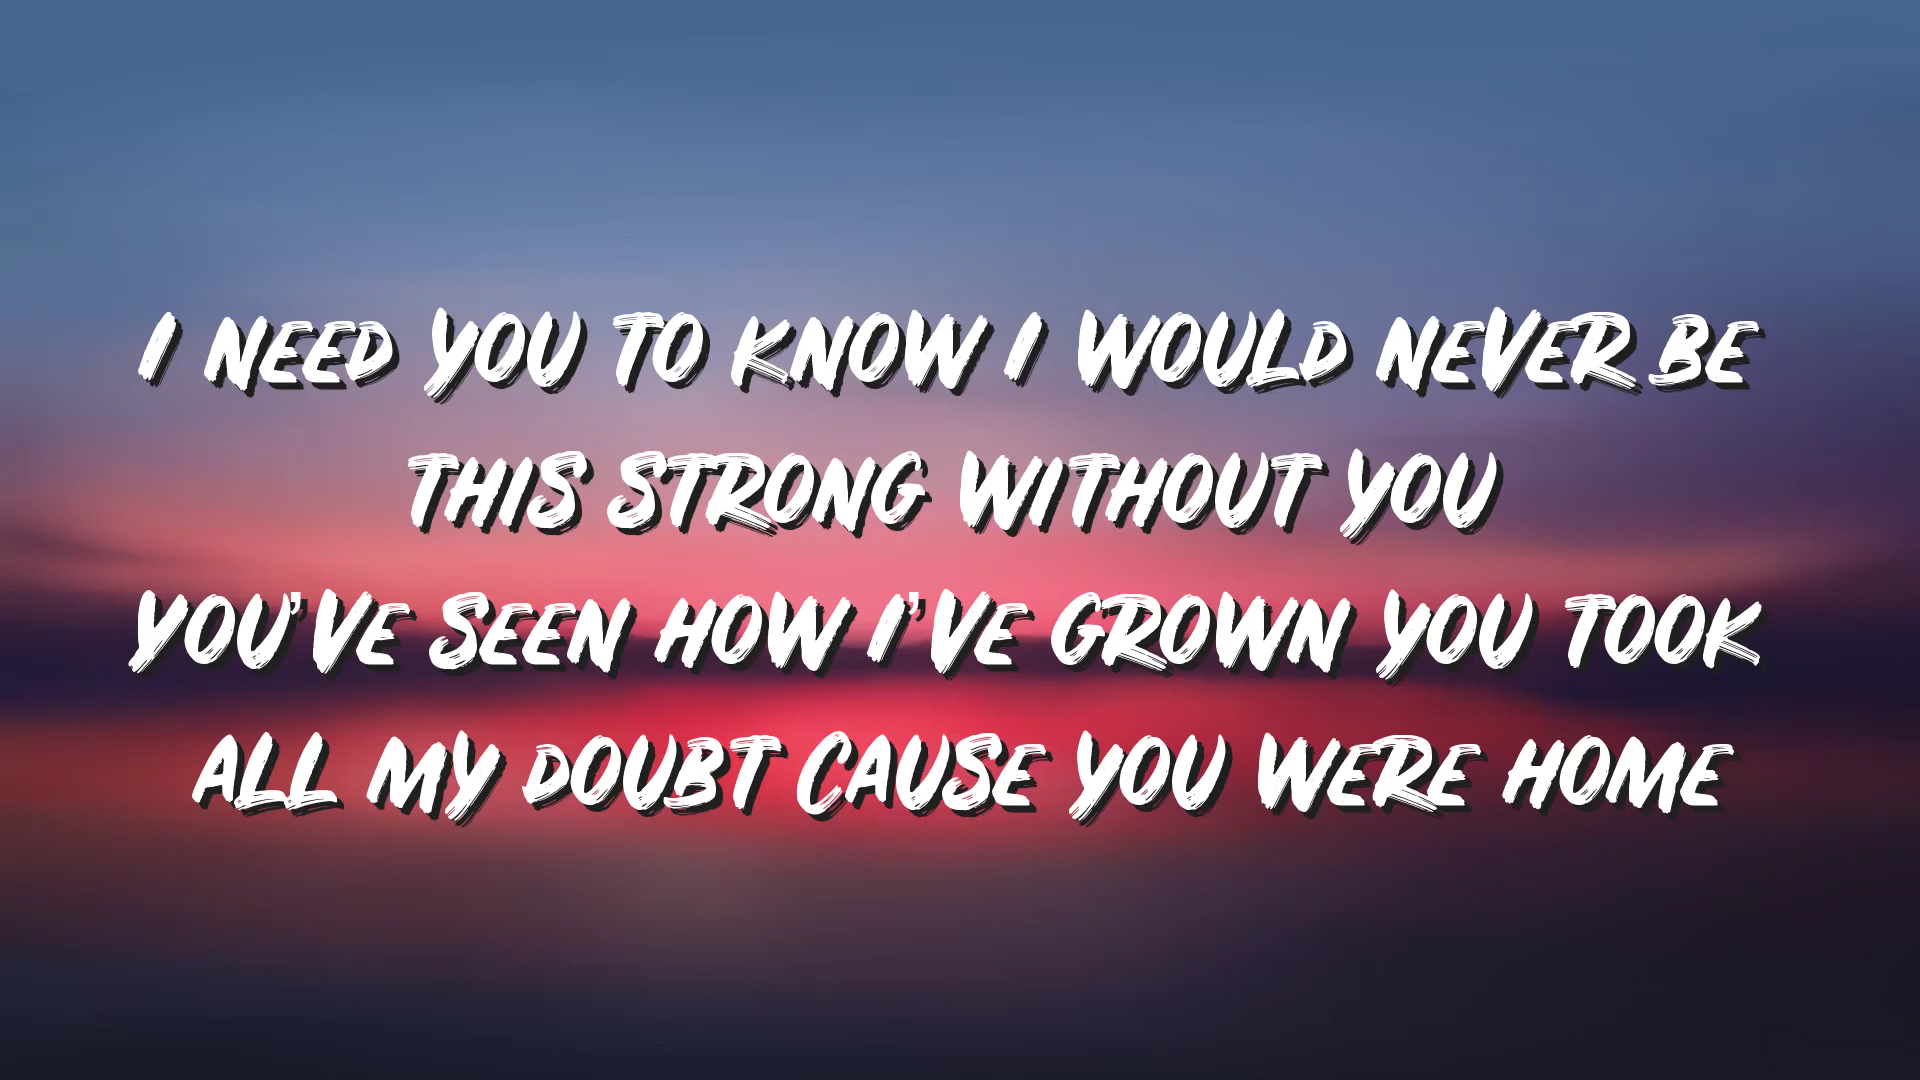 I NEED YOU TO KNOW I WOULD NEVER BE
THIS STRONG WITHOUT YOU
YOU'VE SEEN HOW I'VE GROWN YOU TOOK
ALL MY DOUBT CAUSE YOU WERE HOME